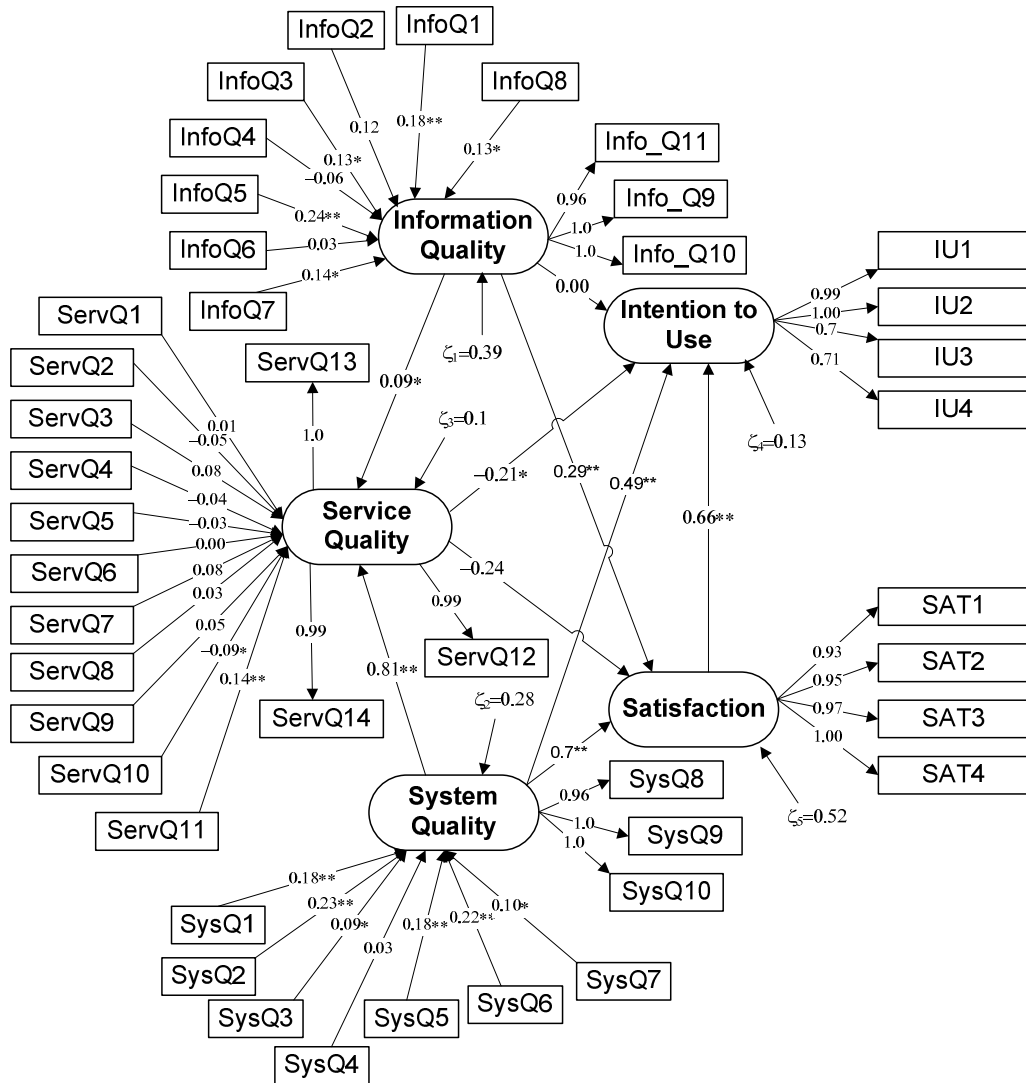 InfoQ2
InfoQ1
InfoQ3
InfoQ8
InfoQ4
InfoQ5
InfoQ6
InfoQ7
0.12
0.18**
0.13*
0.13*
–0.06
0.24**
0.03
0.14*
Information
Quality
Info_Q11
Info_Q9
Info_Q10
0.96
1.0
1.0
0.00
Intention to
Use
IU1
IU2
IU3
IU4
0.99
1.00
0.7
0.71
ζ1=0.39
ζ3=0.1
ζ4=0.13
0.09*
0.29**
–0.21*
0.49**
0.66**
–0.24
ServQ1
ServQ2
ServQ3
ServQ4
ServQ5
ServQ6
ServQ7
ServQ8
ServQ9
ServQ10
ServQ11
0.01
–0.05
0.08
–0.04
–0.03
0.00
0.08
0.03
0.05
–0.09*
0.14**
ServQ13
1.0
Service
Quality
0.99
ServQ14
0.99
ServQ12
0.81**
ζ2=0.28
0.7**
Satisfaction
SAT1
SAT2
SAT3
SAT4
0.93
0.95
0.97
1.00
ζ5=0.52
System
Quality
SysQ8
SysQ9
SysQ10
0.96
1.0
1.0
0.18**
0.23**
0.09*
0.03
0.18**
0.22**
0.10*
SysQ1
SysQ2
SysQ3
SysQ4
SysQ5
SysQ6
SysQ7